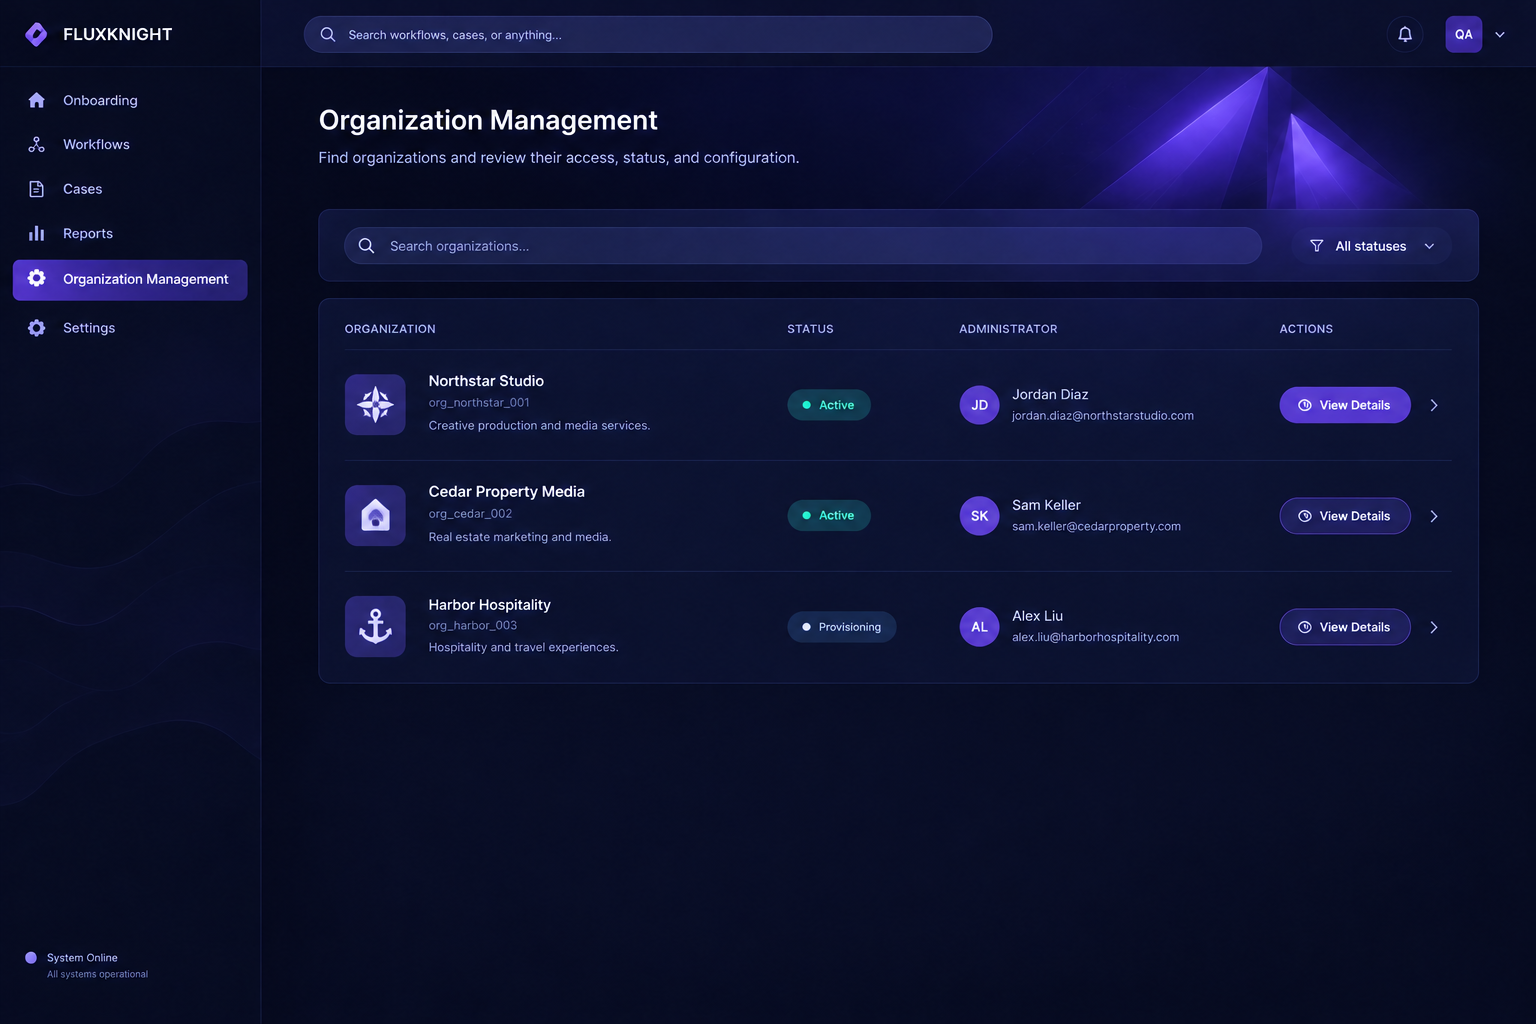 FLUXKNIGHT
Search workflows, cases, or anything...
QA
Onboarding
Workflows
Cases
Reports
Organization Management
Settings
System Online
All systems operational
Organization Management
Find organizations and review their access, status, and configuration.
Search organizations...
All statuses
ORGANIZATION STATUS ADMINISTRATOR ACTIONS
Northstar Studio
org_northstar_001
Creative production and media services.
Active
JD
Jordan Diaz
jordan.diaz@northstarstudio.com
View Details
Cedar Property Media
org_cedar_002
Real estate marketing and media.
Active
SK
Sam Keller
sam.keller@cedarproperty.com
View Details
Harbor Hospitality
org_harbor_003
Hospitality and travel experiences.
Provisioning
AL
Alex Liu
alex.liu@harborhospitality.com
View Details